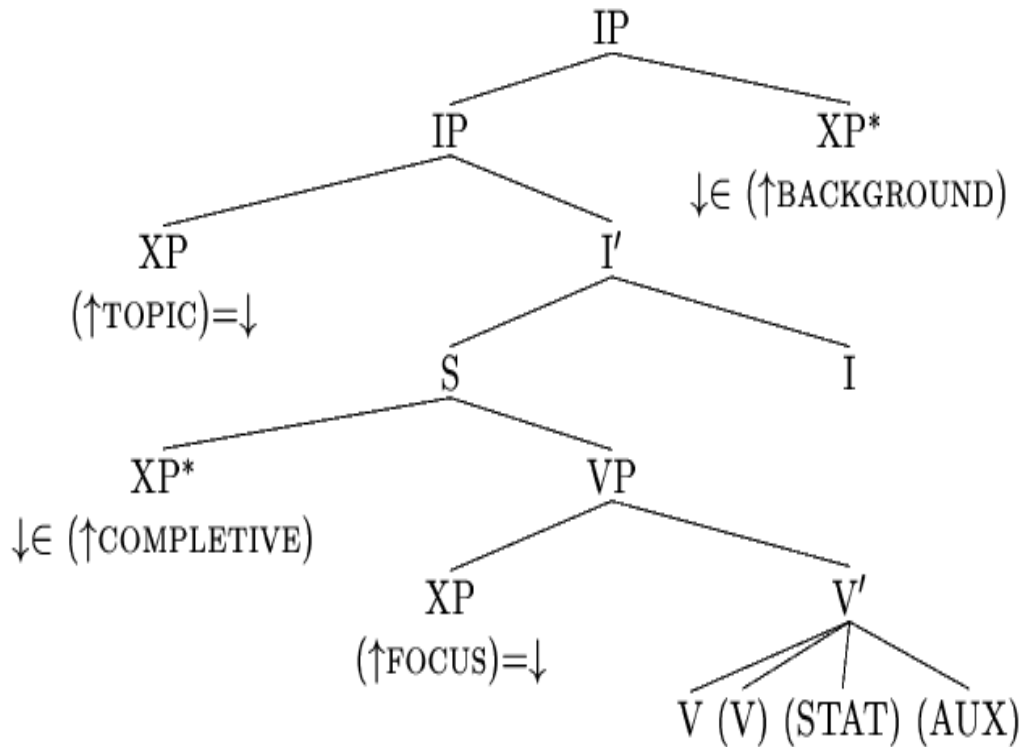 IP
IP XP*
↓∈ (↑BACKGROUND)
XP I′
(↑TOPIC)=↓
S I
XP* VP
↓∈ (↑COMPLETIVE)
XP V′
(↑FOCUS)=↓
V (V) (STAT) (AUX)